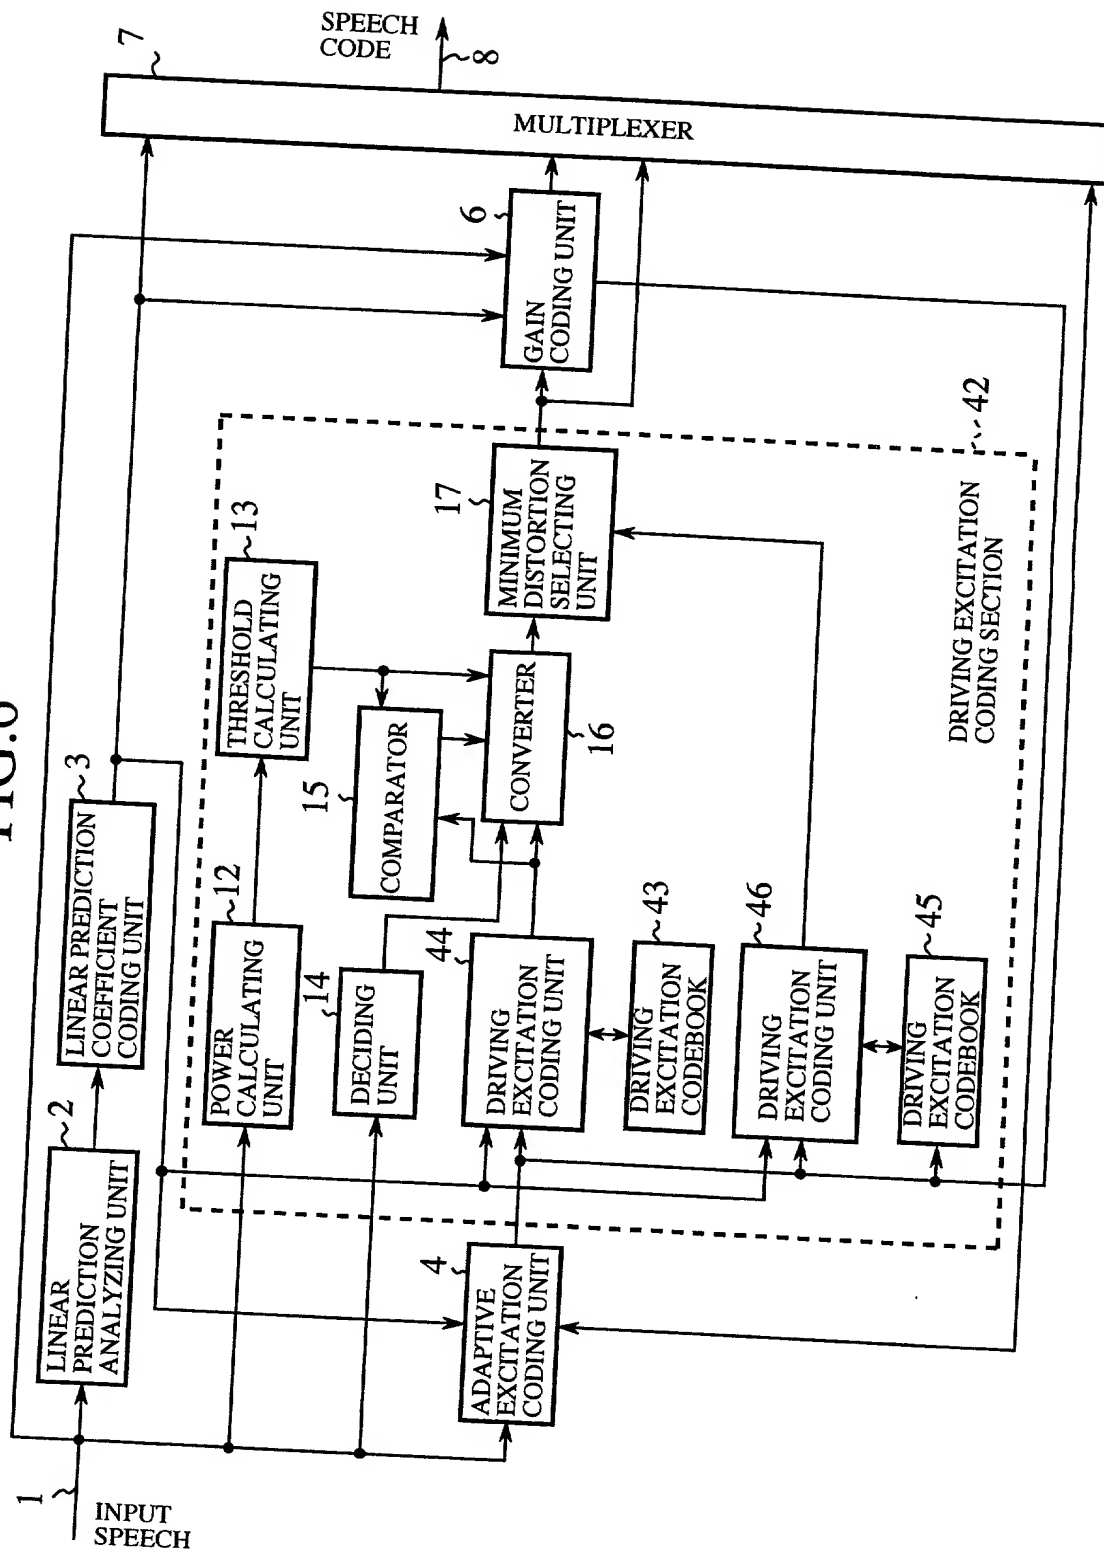 FIG.6
1
INPUT
SPEECH
2
LINEAR
PREDICTION
ANALYZING UNIT
3
LINEAR PREDICTION
COEFFICIENT
CODING UNIT
7
MULTIPLEXER
SPEECH
CODE
8
12
POWER
CALCULATING
UNIT
13
THRESHOLD
CALCULATING
UNIT
14
DECIDING
UNIT
15
COMPARATOR
16
CONVERTER
17
MINIMUM
DISTORTION
SELECTING
UNIT
6
GAIN
CODING UNIT
4
ADAPTIVE
EXCITATION
CODING UNIT
44
DRIVING
EXCITATION
CODING UNIT
43
DRIVING
EXCITATION
CODEBOOK
46
DRIVING
EXCITATION
CODING UNIT
45
DRIVING
EXCITATION
CODEBOOK
DRIVING EXCITATION
CODING SECTION
42